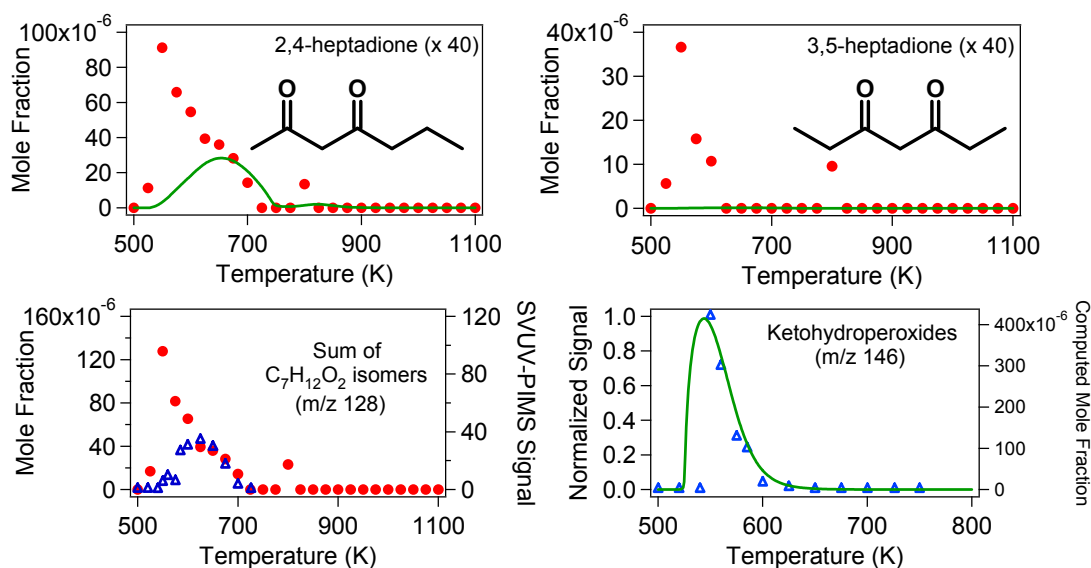 100x10-6
80
60
40
20
0
Mole Fraction
2,4-heptadione (x 40)
O O
500 700 900 1100
Temperature (K)
40x10-6
30
20
10
0
Mole Fraction
3,5-heptadione (x 40)
O O
500 700 900 1100
Temperature (K)
160x10-6
120
80
40
0
Mole Fraction
Sum of
C7H12O2 isomers
(m/z 128)
120
80
40
0
SVUV-PIMS Signal
500 700 900 1100
Temperature (K)
1.0
0.8
0.6
0.4
0.2
0.0
Normalized Signal
Ketohydroperoxides
(m/z 146)
400x10-6
300
200
100
0
Computed Mole Fraction
500 600 700 800
Temperature (K)